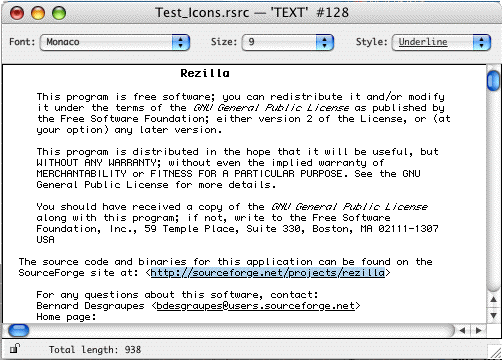 Test_Icons.rsrc — 'TEXT' #128
Font: Monaco Size: 9 Style: Underline
Rezilla
This program is free software; you can redistribute it and/or modify
it under the terms of the GNU General Public License as published by
the Free Software Foundation; either version 2 of the License, or (at
your option) any later version.
This program is distributed in the hope that it will be useful, but
WITHOUT ANY WARRANTY; without even the implied warranty of
MERCHANTABILITY or FITNESS FOR A PARTICULAR PURPOSE. See the GNU
General Public License for more details.
You should have received a copy of the GNU General Public License
along with this program; if not, write to the Free Software
Foundation, Inc., 59 Temple Place, Suite 330, Boston, MA 02111-1307
USA
The source code and binaries for this application can be found on the
SourceForge site at: <http://sourceforge.net/projects/rezilla>
For any questions about this software, contact:
Bernard Desgraupes <bdesgraupes@users.sourceforge.net>
Home page:
Total length: 938